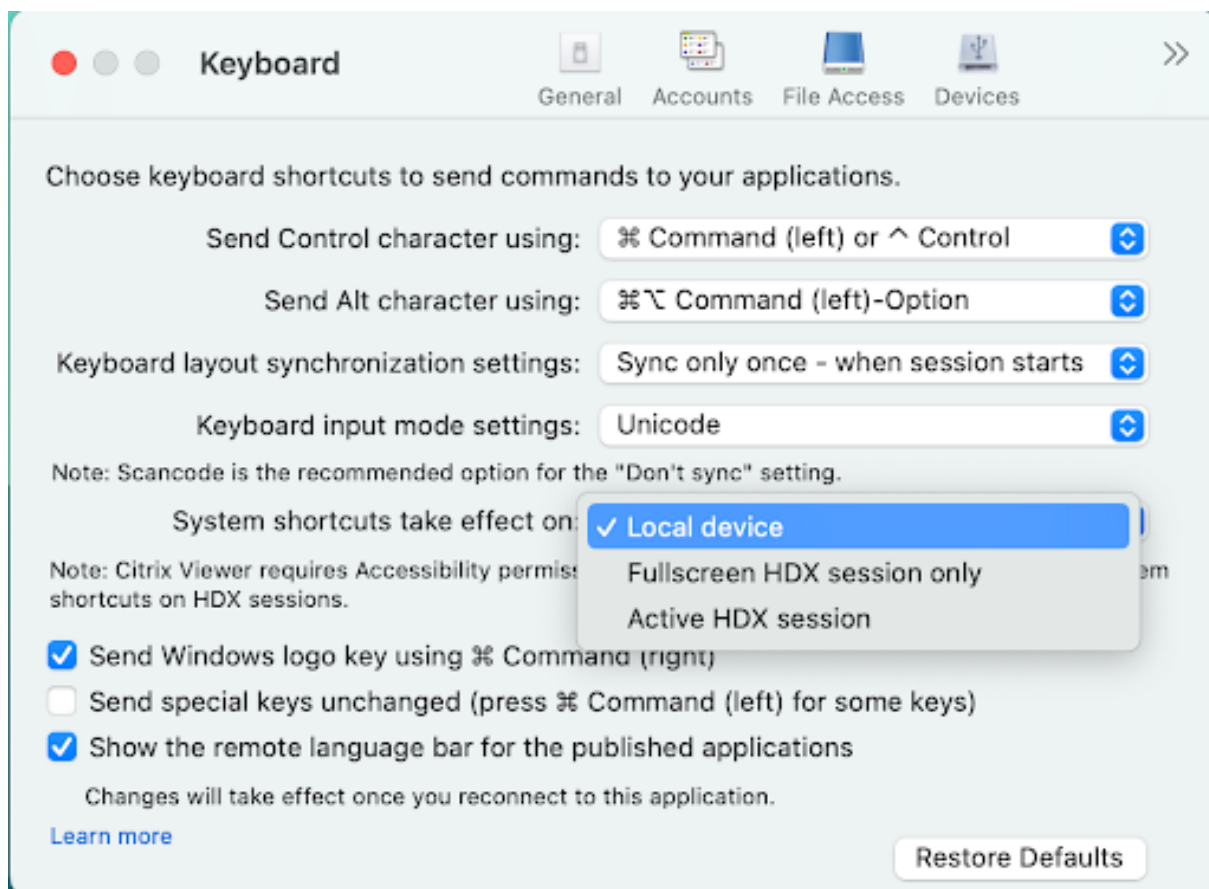 Keyboard
General Accounts File Access Devices
Choose keyboard shortcuts to send commands to your applications.
Send Control character using: ⌘ Command (left) or ^ Control
Send Alt character using: ⌘⌥ Command (left)-Option
Keyboard layout synchronization settings: Sync only once - when session starts
Keyboard input mode settings: Unicode
Note: Scancode is the recommended option for the "Don't sync" setting.
System shortcuts take effect on: ✓ Local device
Fullscreen HDX session only
Active HDX session
Note: Citrix Viewer requires Accessibility
shortcuts on HDX sessions.
Send Windows logo key using ⌘ Command (right)
Send special keys unchanged (press ⌘ Command (left) for some keys)
Show the remote language bar for the published applications
Changes will take effect once you reconnect to this application.
Learn more
Restore Defaults